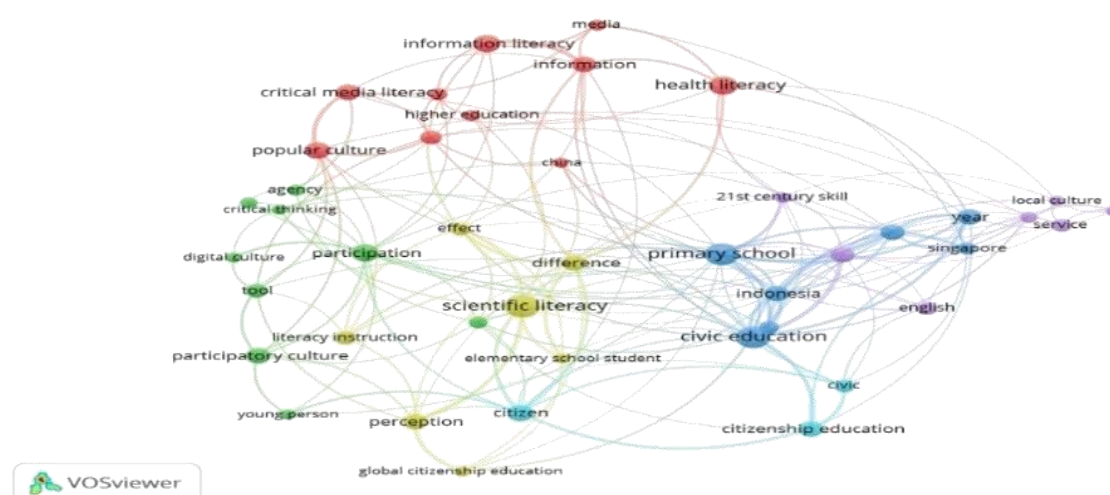 media
information literacy
information
health literacy
critical media literacy
higher education
popular culture
china
agency
21st century skill
local culture
critical thinking
year
service
effect
participation
primary school
singapore
digital culture
difference
tool
indonesia
scientific literacy
english
literacy instruction
civic education
participatory culture
elementary school student
civic
young person
citizen
perception
citizenship education
global citizenship education
VOSviewer